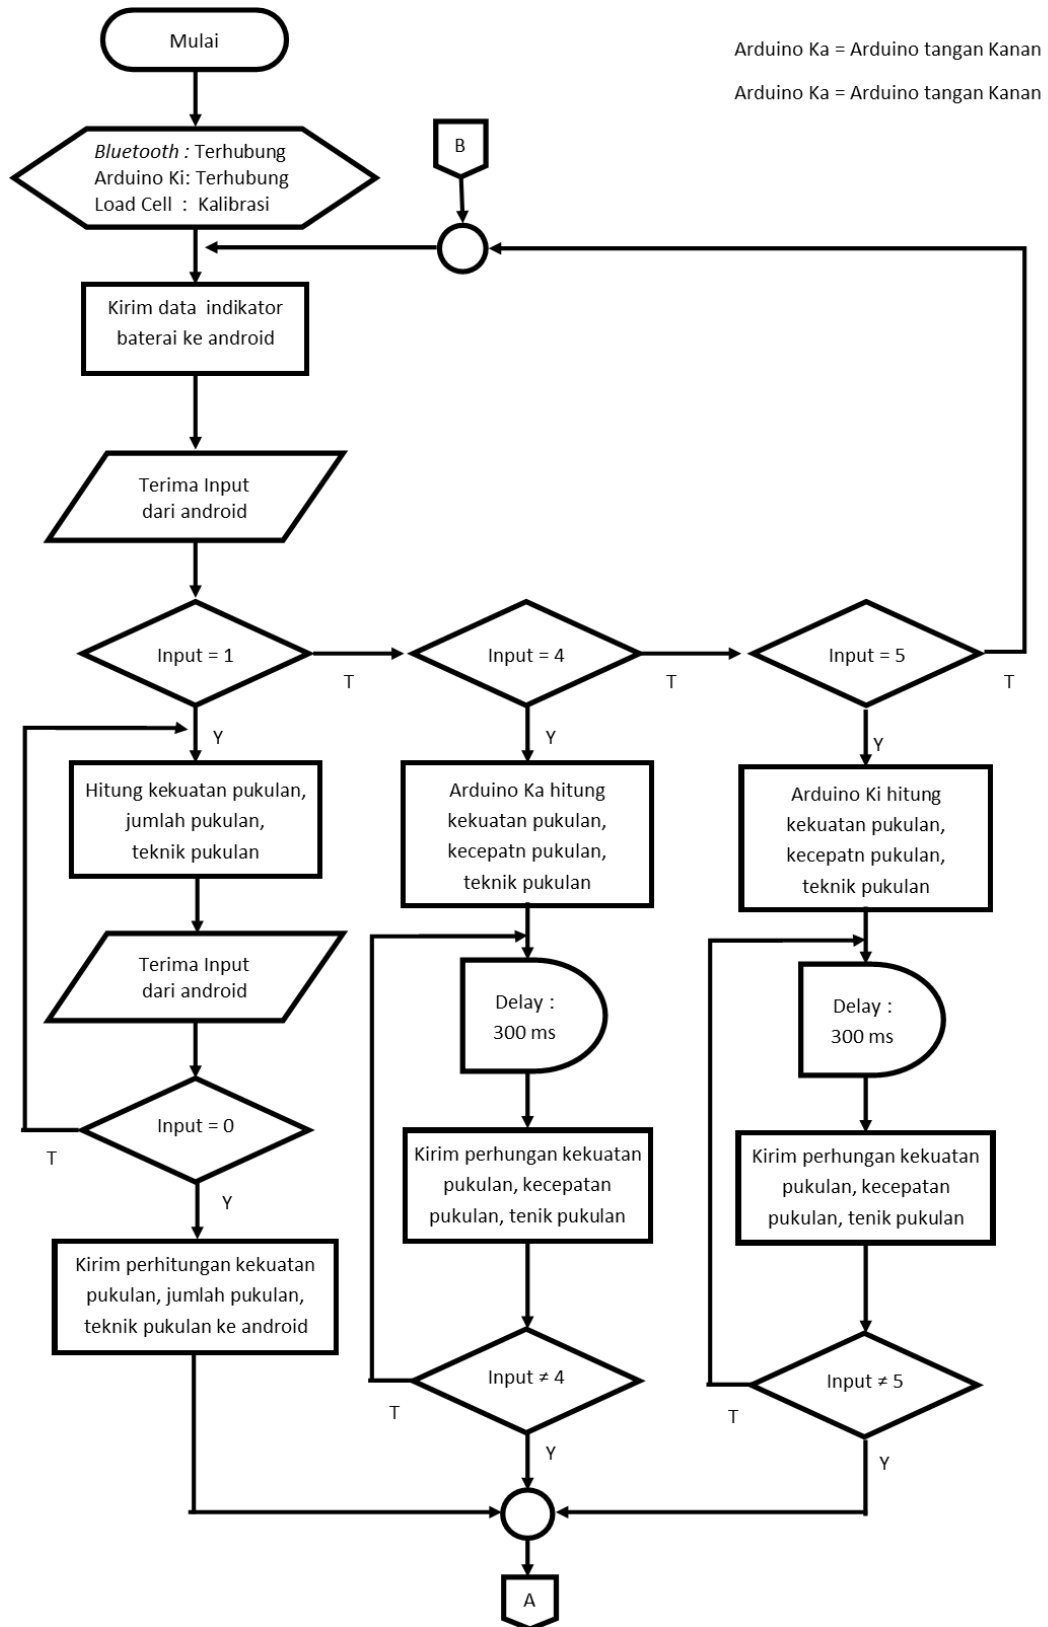 Mulai
Arduino Ka = Arduino tangan Kanan
Arduino Ka = Arduino tangan Kanan
Bluetooth : Terhubung
Arduino Ki: Terhubung
Load Cell : Kalibrasi
B
Kirim data indikator
baterai ke android
Terima Input
dari android
Input = 1
T
Input = 4
T
Input = 5
T
Y
Y
Y
Hitung kekuatan pukulan,
jumlah pukulan,
teknik pukulan
Arduino Ka hitung
kekuatan pukulan,
kecepatn pukulan,
teknik pukulan
Arduino Ki hitung
kekuatan pukulan,
kecepatn pukulan,
teknik pukulan
Terima Input
dari android
Delay :
300 ms
Delay :
300 ms
Input = 0
T
Y
Kirim perhungan kekuatan
pukulan, kecepatan
pukulan, tenik pukulan
Kirim perhungan kekuatan
pukulan, kecepatan
pukulan, tenik pukulan
Kirim perhitungan kekuatan
pukulan, jumlah pukulan,
teknik pukulan ke android
Input ≠ 4
T
Y
Input ≠ 5
T
Y
A